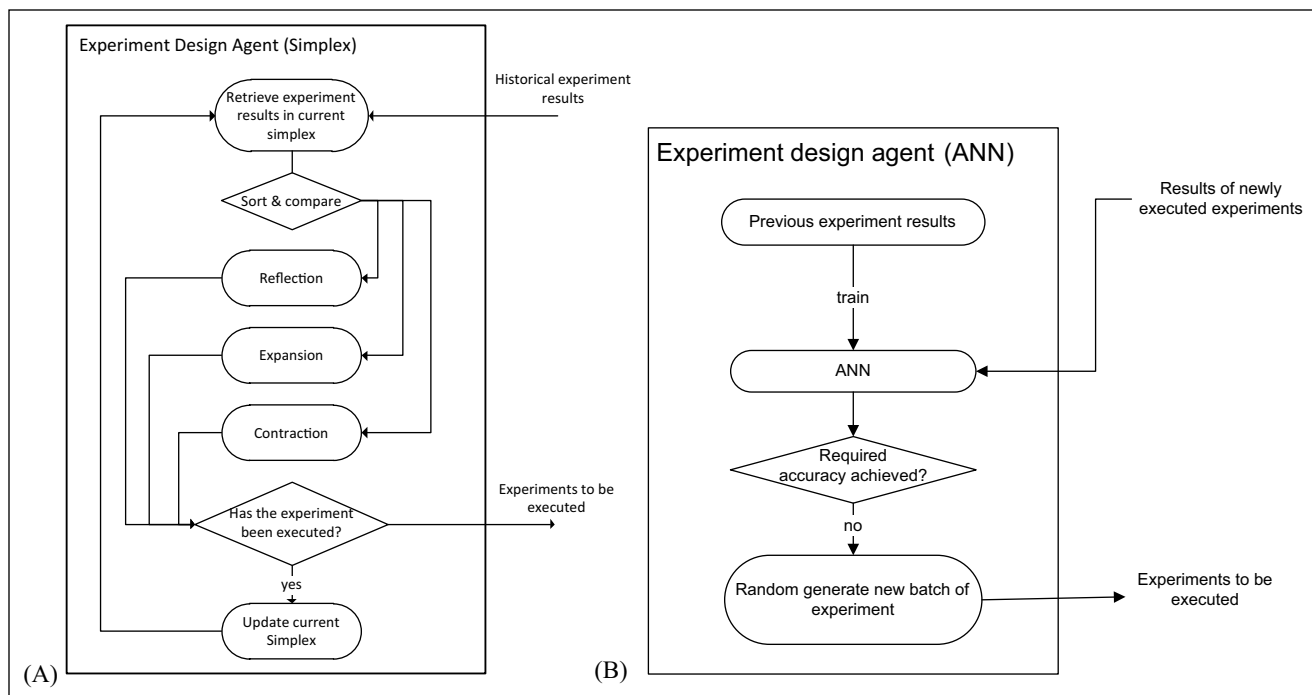 Experiment Design Agent (Simplex)
Historical experiment
results
Retrieve experiment
results in current
simplex
Sort & compare
Reflection
Expansion
Contraction
Has the experiment
been executed?
Experiments to be
executed
yes
Update current
Simplex
(A)
Experiment design agent (ANN)
Previous experiment results
Results of newly
executed experiments
train
ANN
Required
accuracy achieved?
no
Random generate new batch of
experiment
Experiments to be
executed
(B)